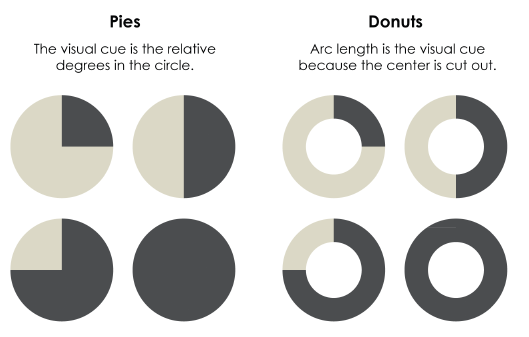 Pies
The visual cue is the relative
degrees in the circle.
Donuts
Arc length is the visual cue
because the center is cut out.